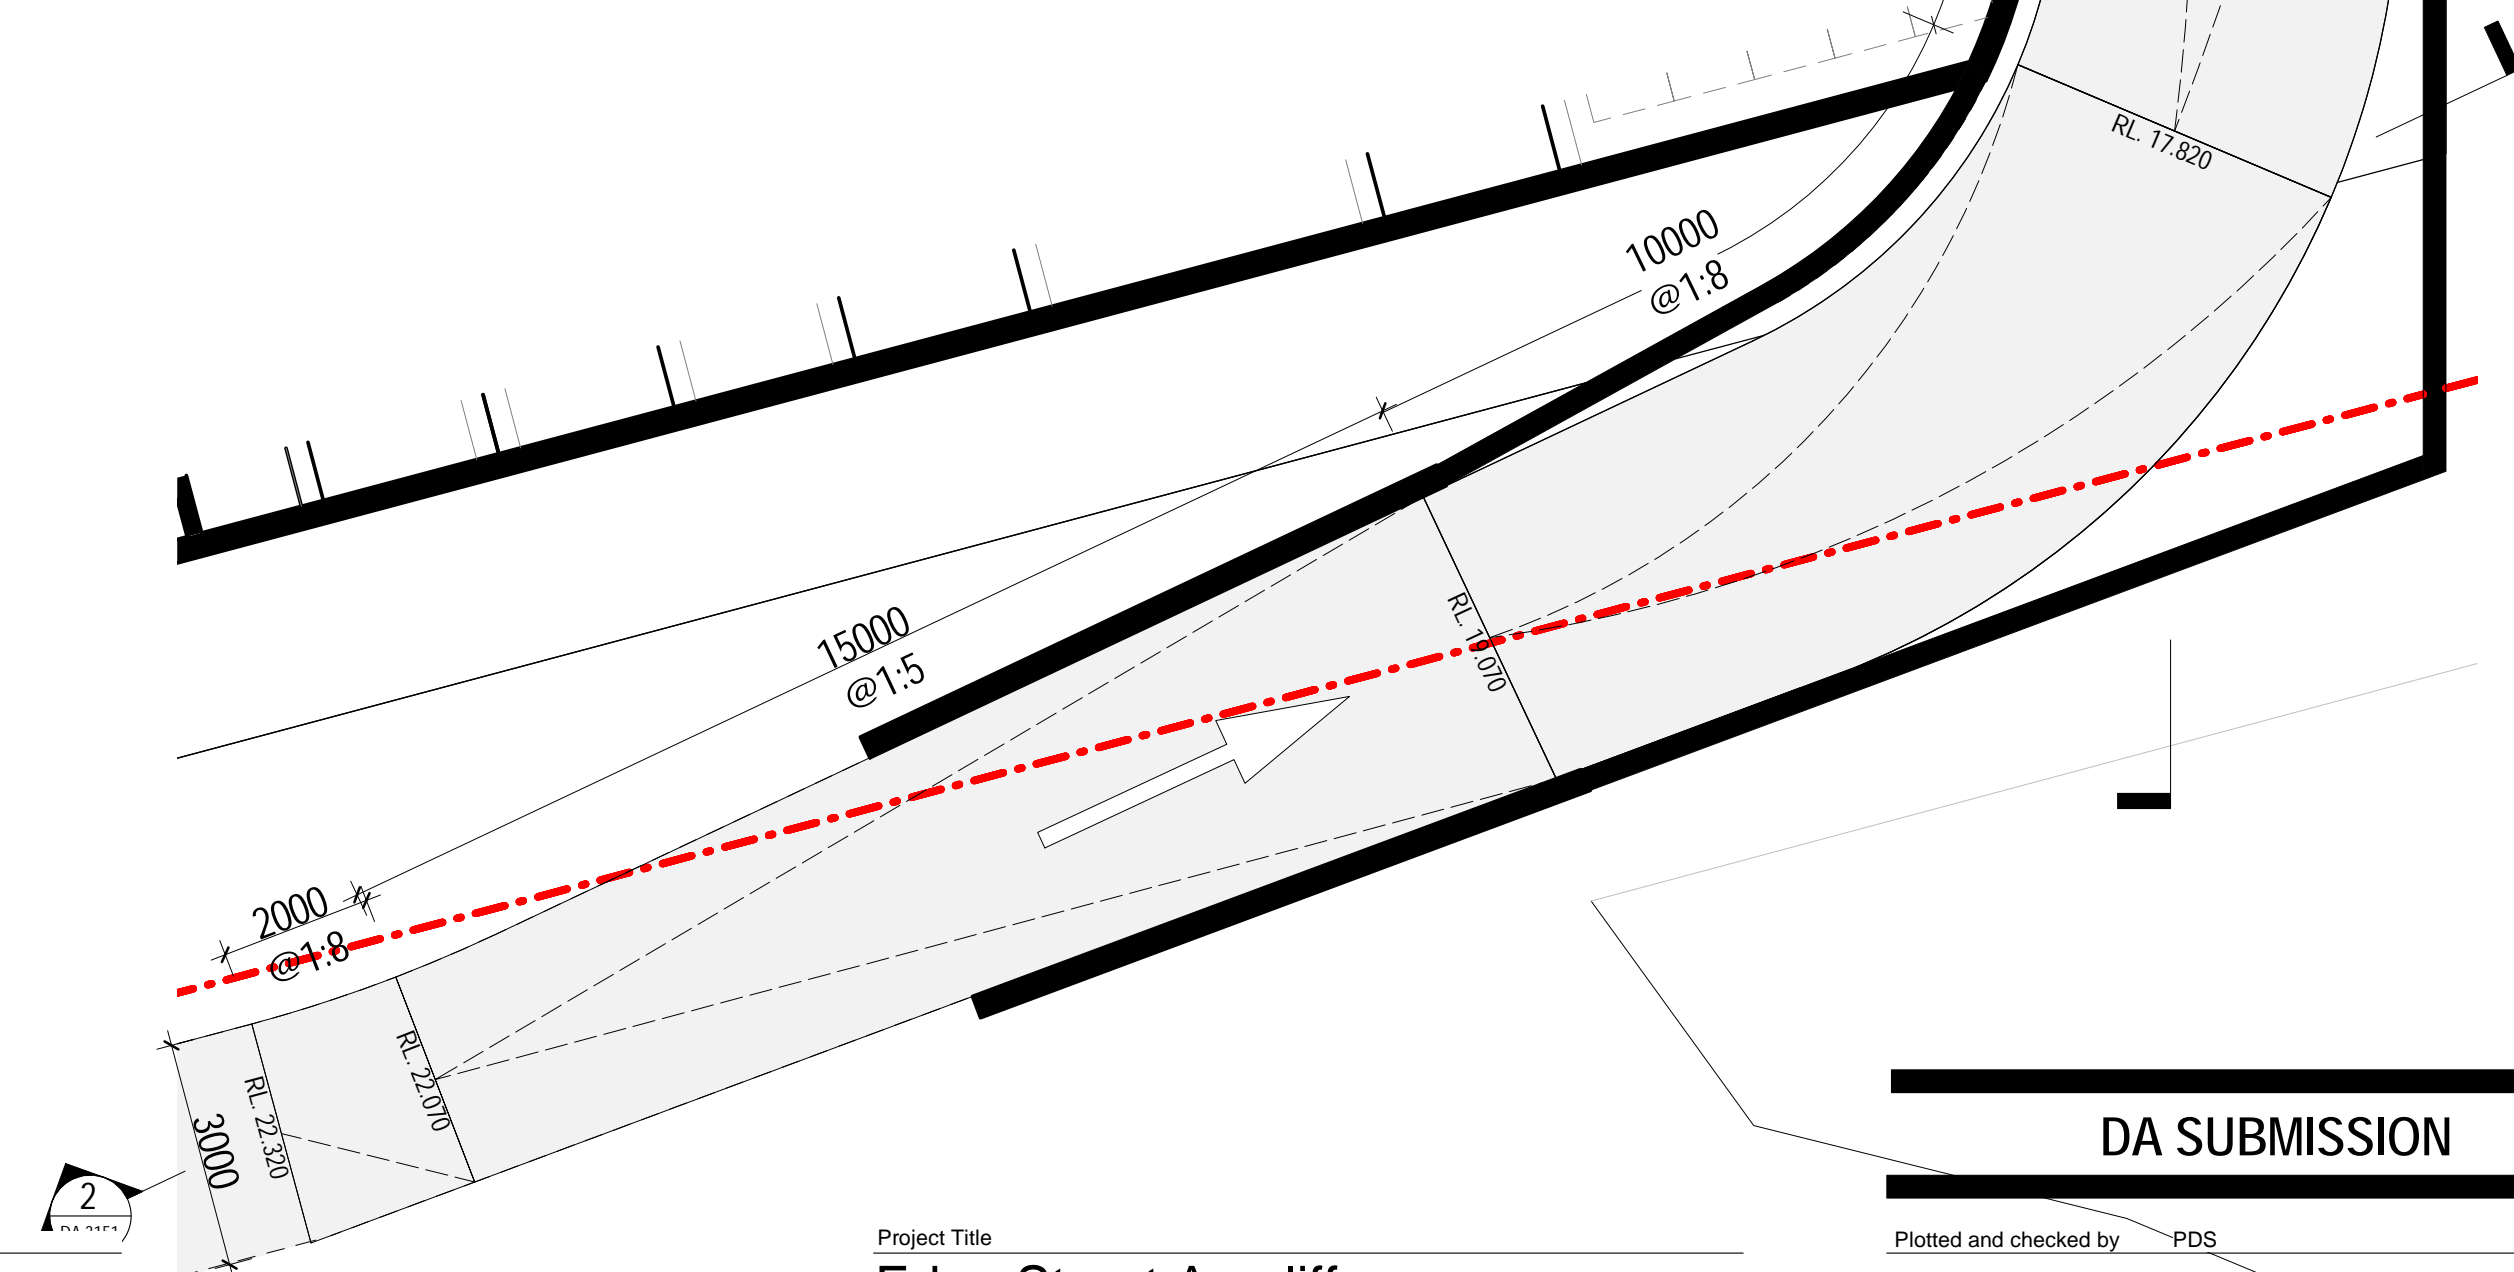 RL. 17.820
10000
@1:8
15000
@1:5
RL. 19.070
2000
@1:8
RL. 22.070
RL. 22.320
3000
2
DA SUBMISSION
Project Title
Plotted and checked by PDS